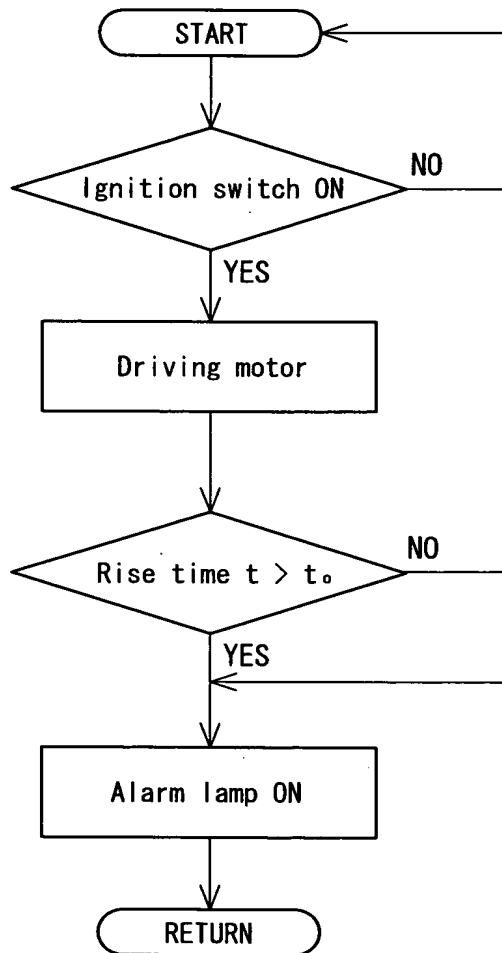 START
Ignition switch ON
NO
YES
Driving motor
Rise time t > t₀
NO
YES
Alarm lamp ON
RETURN